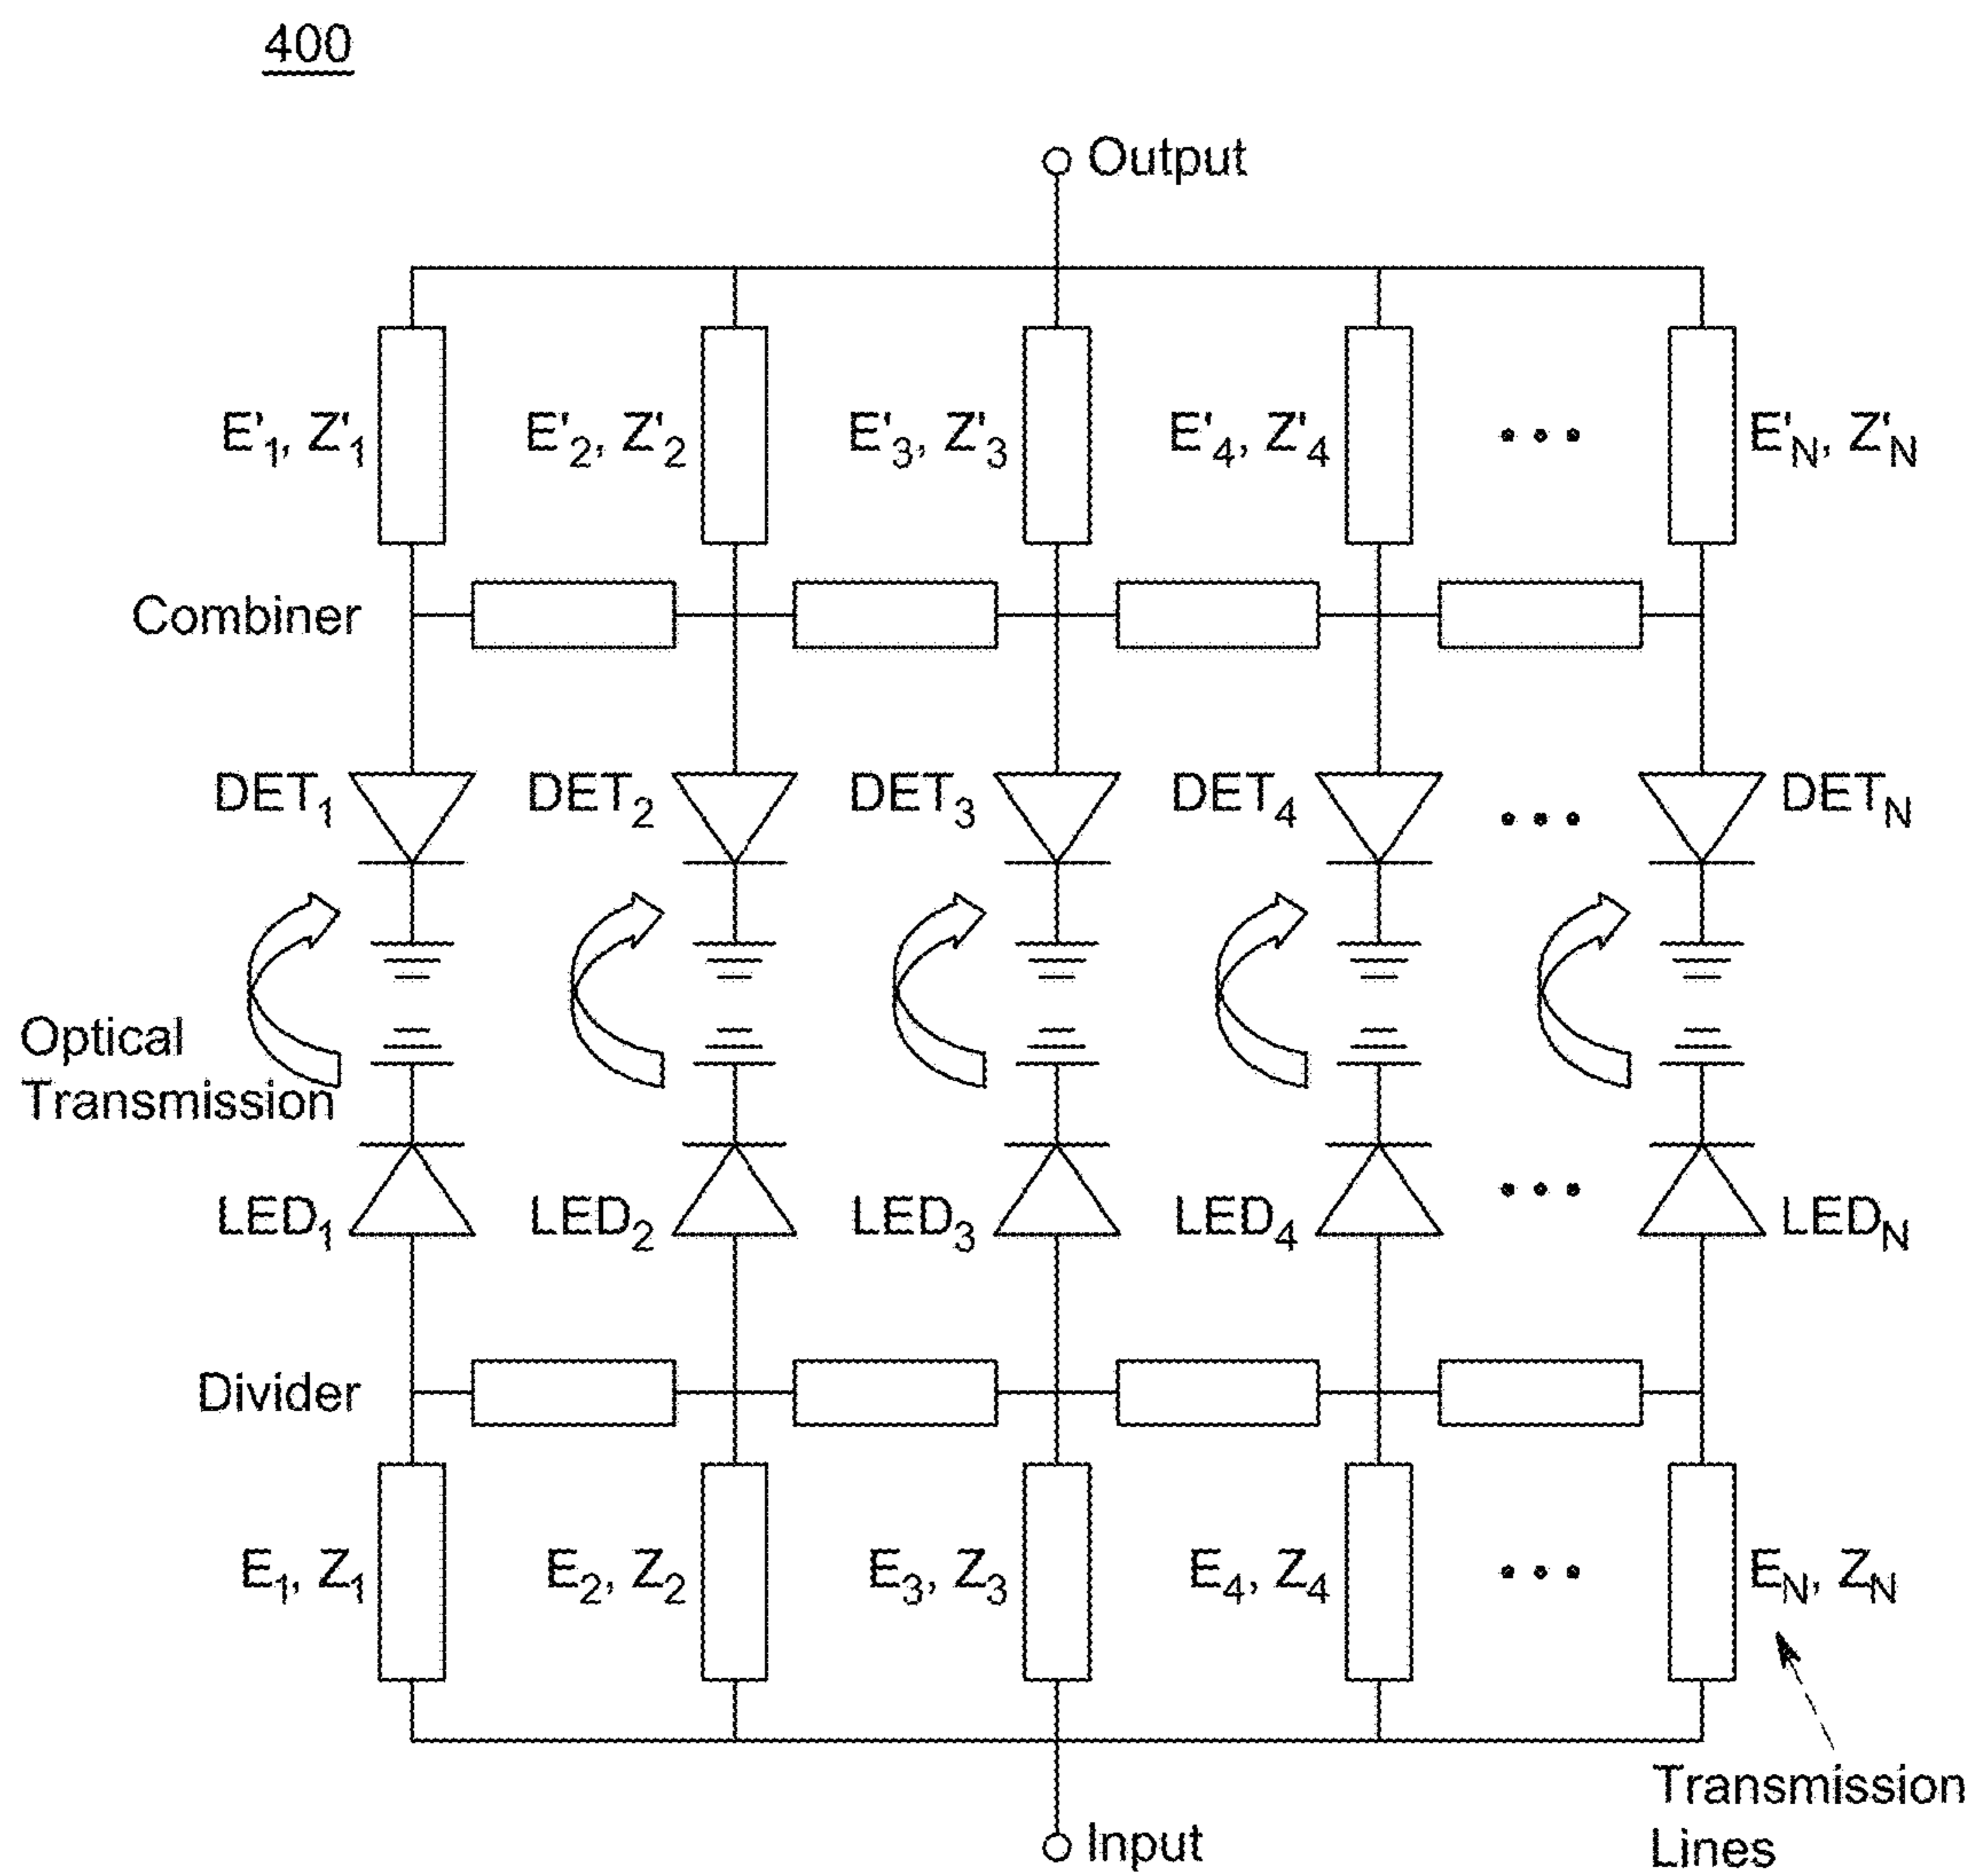 400
Output
E'1, Z'1 E'2, Z'2 E'3, Z'3 E'4, Z'4 ••• E'N, Z'N
Combiner
DET1 DET2 DET3 DET4 ••• DETN
Optical
Transmission
LED1 LED2 LED3 LED4 ••• LEDN
Divider
E1, Z1 E2, Z2 E3, Z3 E4, Z4 ••• EN, ZN
Transmission
Lines
Input